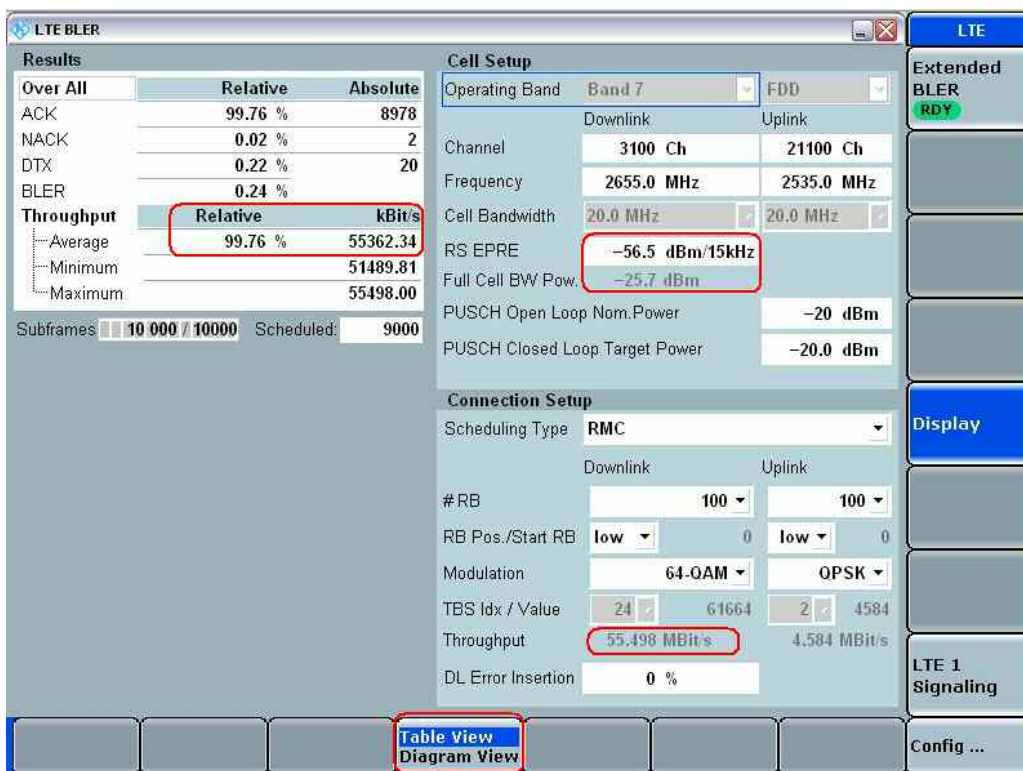 LTE BLER
Results
Over All Relative Absolute
ACK 99.76 % 8978
NACK 0.02 % 2
DTX 0.22 % 20
BLER 0.24 %
Throughput Relative kBit/s
Average 99.76 % 55362.34
Minimum 51489.81
Maximum 55498.00
Subframes 10 000 / 10000 Scheduled: 9000
Cell Setup
Operating Band Band 7 FDD
Downlink Uplink
Channel 3100 Ch 21100 Ch
Frequency 2655.0 MHz 2535.0 MHz
Cell Bandwidth 20.0 MHz 20.0 MHz
RS EPRE −56.5 dBm/15kHz
Full Cell BW Pow. −25.7 dBm
PUSCH Open Loop Nom.Power −20 dBm
PUSCH Closed Loop Target Power −20.0 dBm
Connection Setup
Scheduling Type RMC
Downlink Uplink
# RB 100 100
RB Pos./Start RB low 0 low 0
Modulation 64-QAM QPSK
TBS Idx / Value 24 61664 2 4584
Throughput 55.498 MBit/s 4.584 MBit/s
DL Error Insertion 0 %
LTE
Extended
BLER
RDY
Display
LTE 1
Signaling
Table View
Diagram View
Config ...